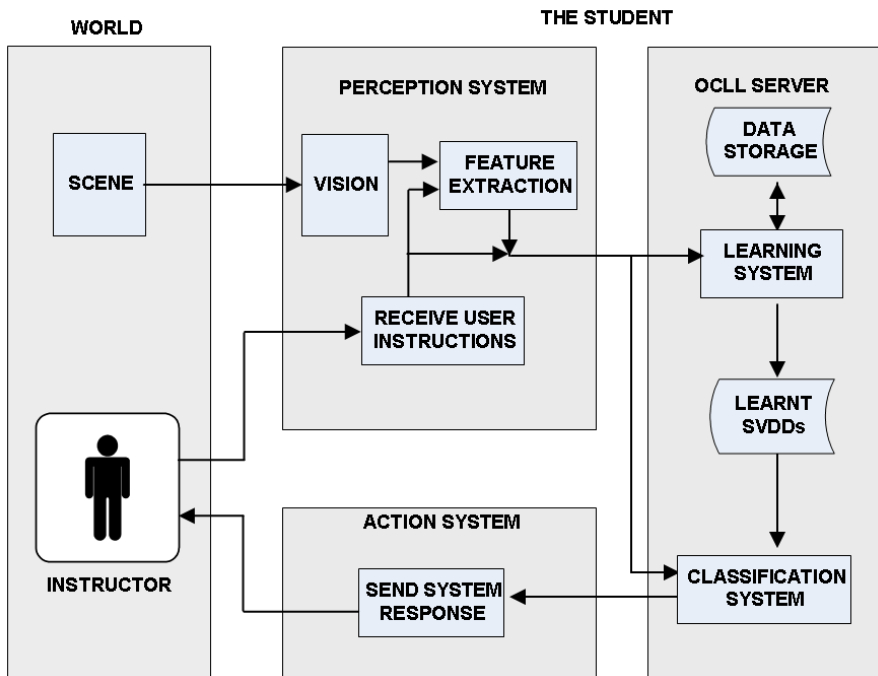 THE STUDENT
WORLD
PERCEPTION SYSTEM
OCLL SERVER
SCENE
VISION
FEATURE
EXTRACTION
DATA
STORAGE
LEARNING
SYSTEM
RECEIVE USER
INSTRUCTIONS
LEARNT
SVDDs
INSTRUCTOR
ACTION SYSTEM
SEND SYSTEM
RESPONSE
CLASSIFICATION
SYSTEM